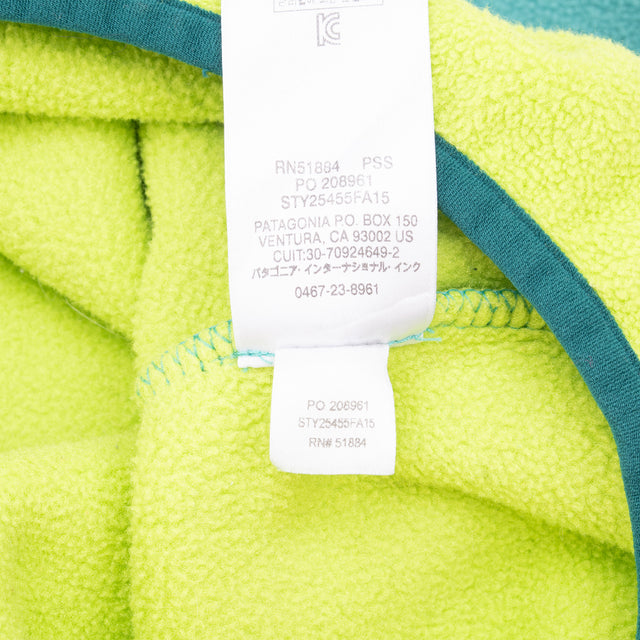 RN51884 PSS
PO 208961
STY25455FA15
PATAGONIA P.O. BOX 150
VENTURA, CA 93002 US
CUIT:30-70924649-2
パタゴニア・インターナショナル・インク
0467-23-8961
PO 206961
STY25455FA15
RN# 51884